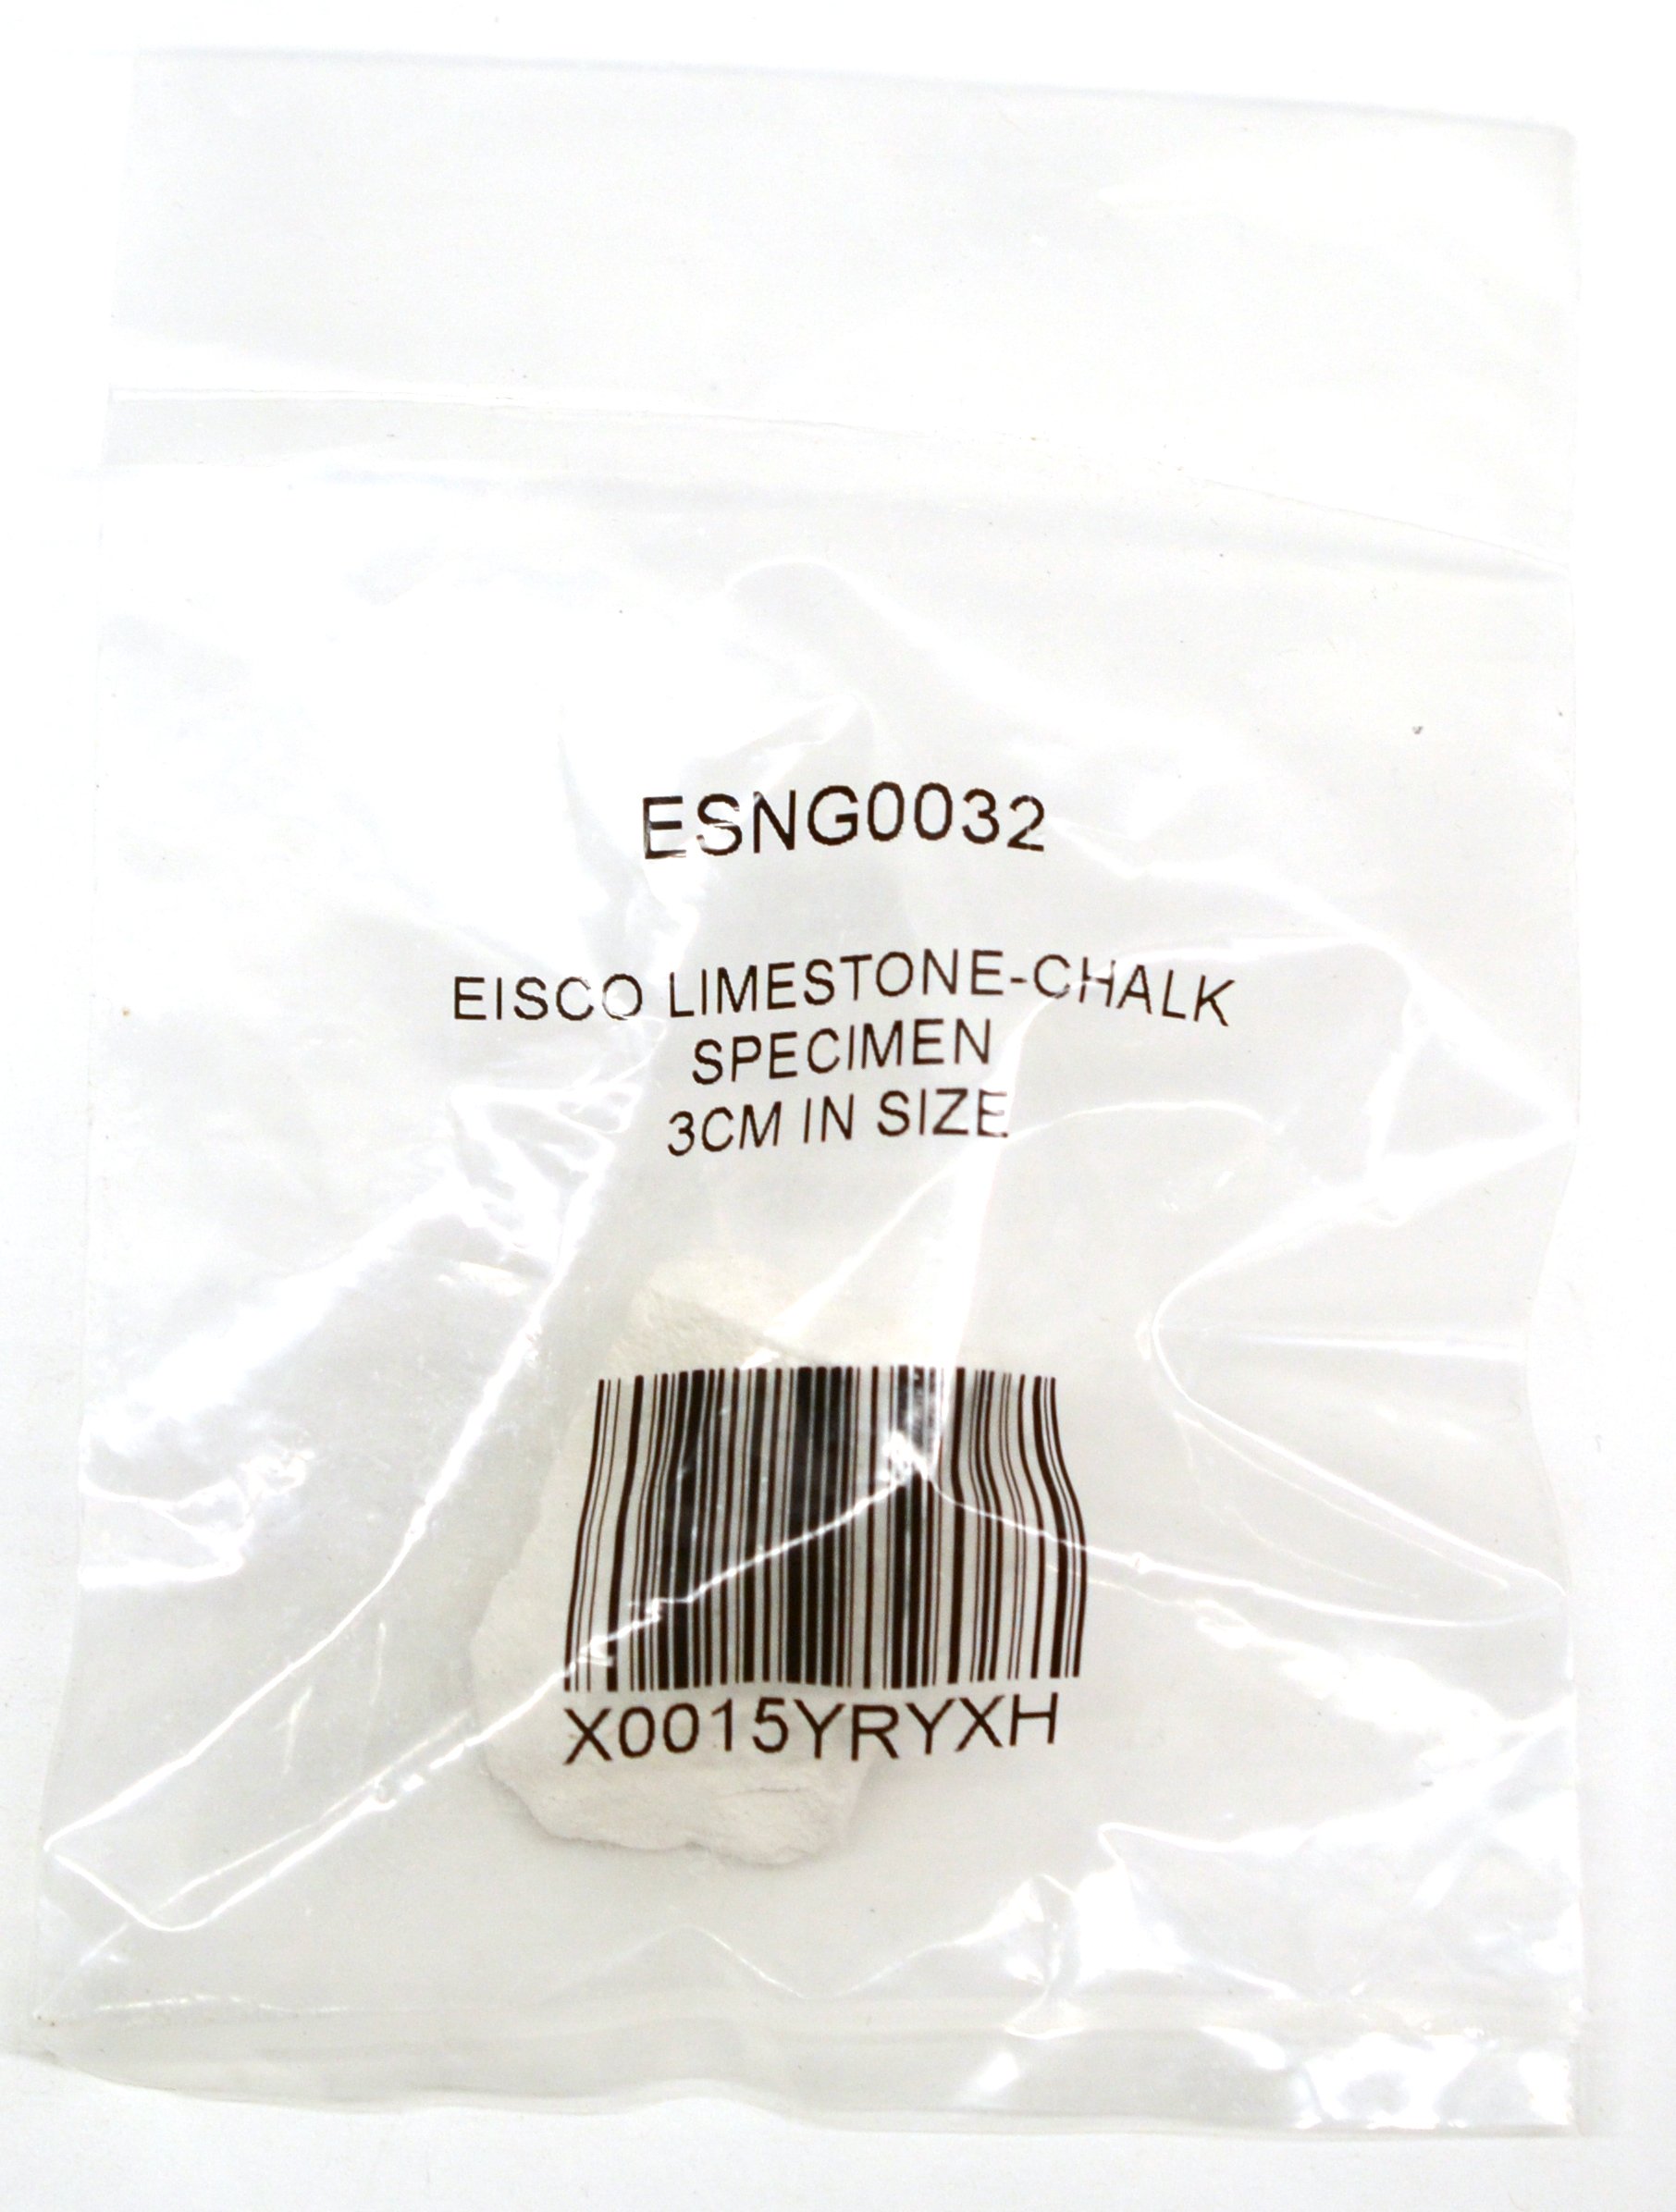 ESNG0032
EISCO LIMESTONE-CHALK
SPECIMEN
3CM IN SIZE
X0015YRYXH